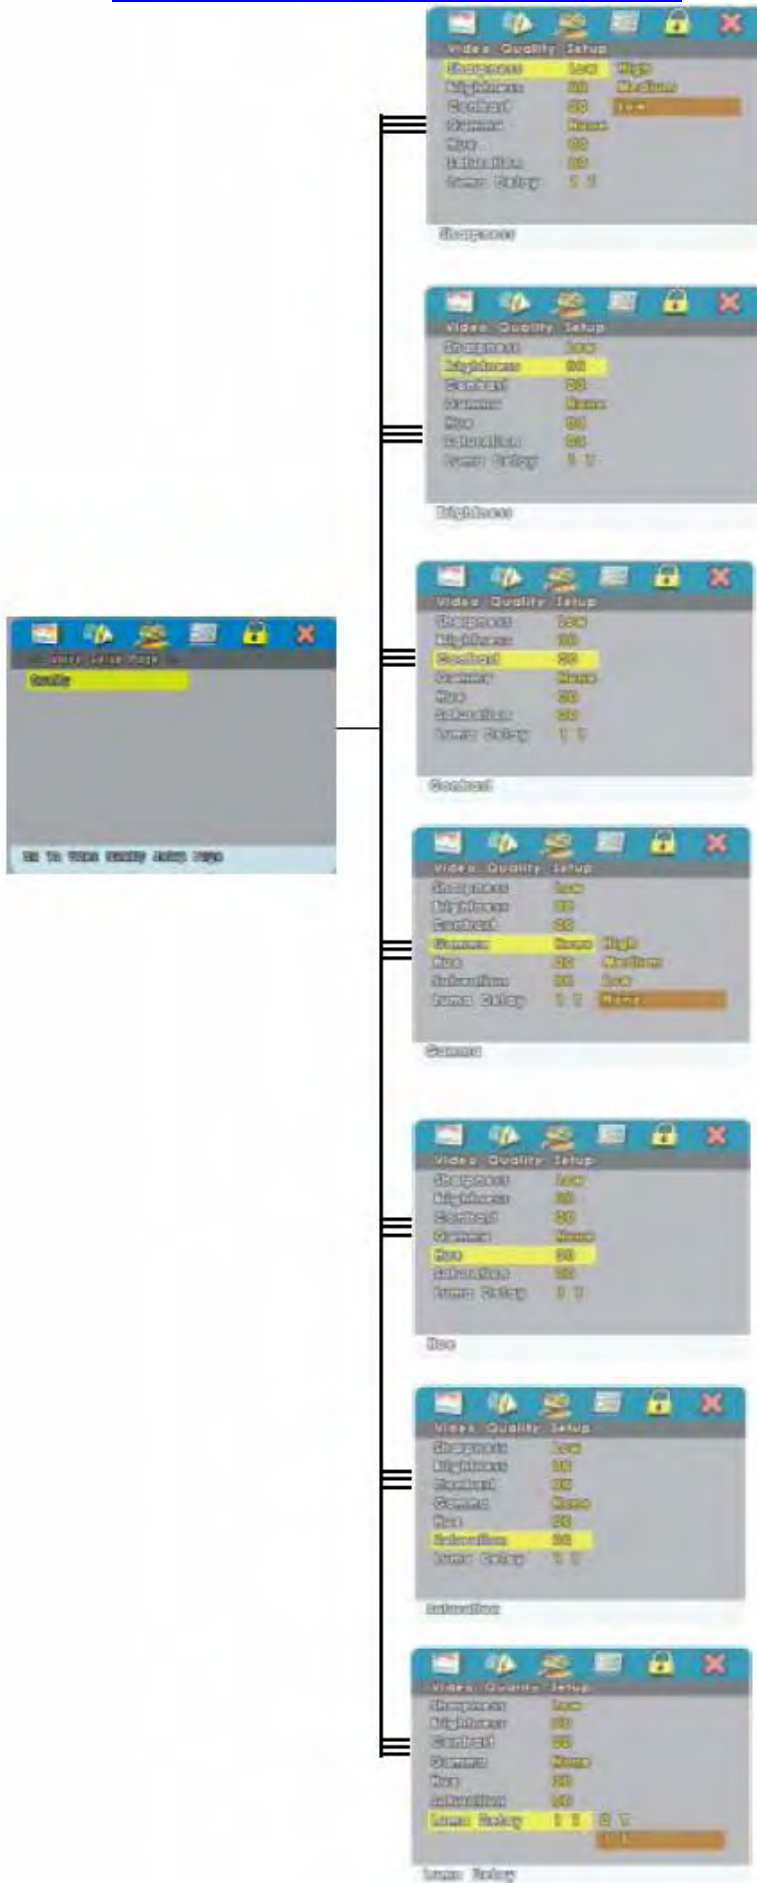 Video Quality Setup
Sharpness Low High
Brightness 00 Medium
Contrast 00 Low
Gamma None
Hue 00
Saturation 00
Luma Delay 1 T
Sharpness
Video Quality Setup
Sharpness Low
Brightness 00
Contrast 00
Gamma None
Hue 00
Saturation 00
Luma Delay 1 T
Brightness
Video Quality Setup
Sharpness Low
Brightness 00
Contrast 00
Gamma None
Hue 00
Saturation 00
Luma Delay 1 T
Contrast
-- Video Setup Page --
Quality
Go To Video Quality Setup Page
Video Quality Setup
Sharpness Low
Brightness 00
Contrast 00
Gamma None High
Hue 00 Medium
Saturation 00 Low
Luma Delay 1 T None
Gamma
Video Quality Setup
Sharpness Low
Brightness 00
Contrast 00
Gamma None
Hue 00
Saturation 00
Luma Delay 1 T
Hue
Video Quality Setup
Sharpness Low
Brightness 00
Contrast 00
Gamma None
Hue 00
Saturation 00
Luma Delay 1 T
Saturation
Video Quality Setup
Sharpness Low
Brightness 00
Contrast 00
Gamma None
Hue 00
Saturation 00
Luma Delay 1 T 0 T
1 T
Luma Delay